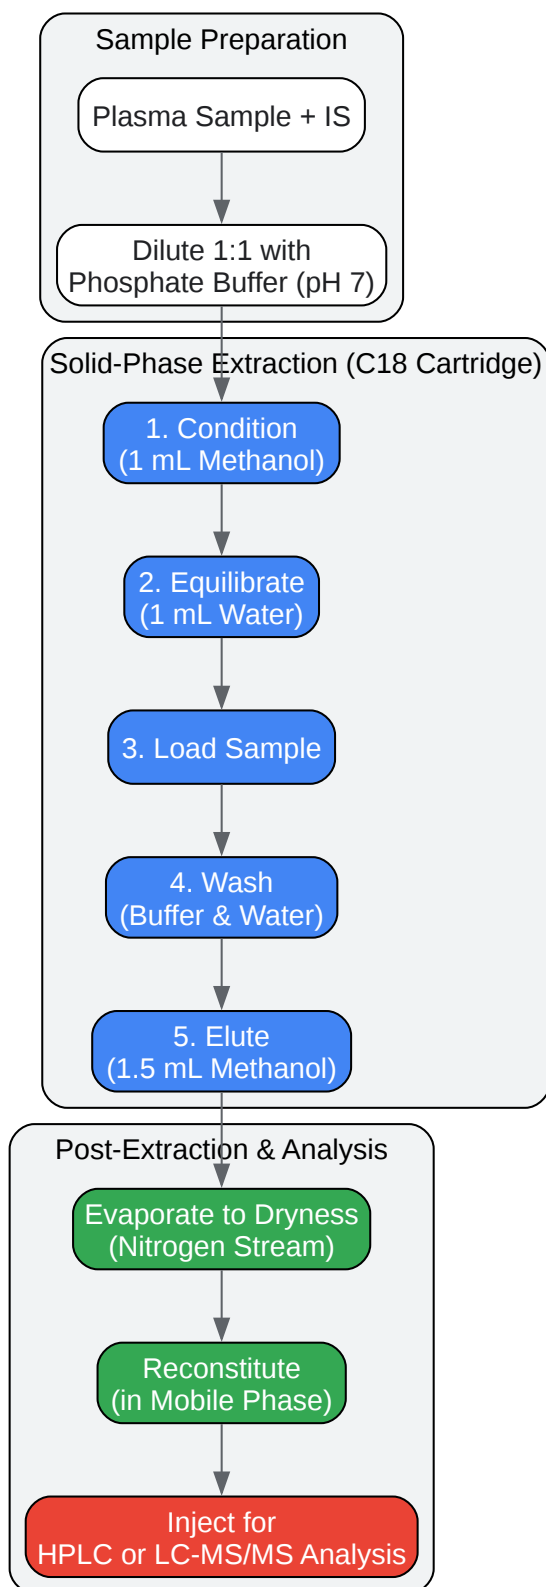 Sample Preparation
Plasma Sample + IS
Dilute 1:1 with
Phosphate Buffer (pH 7)
Solid-Phase Extraction (C18 Cartridge)
1. Condition
(1 mL Methanol)
2. Equilibrate
(1 mL Water)
3. Load Sample
4. Wash
(Buffer & Water)
5. Elute
(1.5 mL Methanol)
Post-Extraction & Analysis
Evaporate to Dryness
(Nitrogen Stream)
Reconstitute
(in Mobile Phase)
Inject for
HPLC or LC-MS/MS Analysis